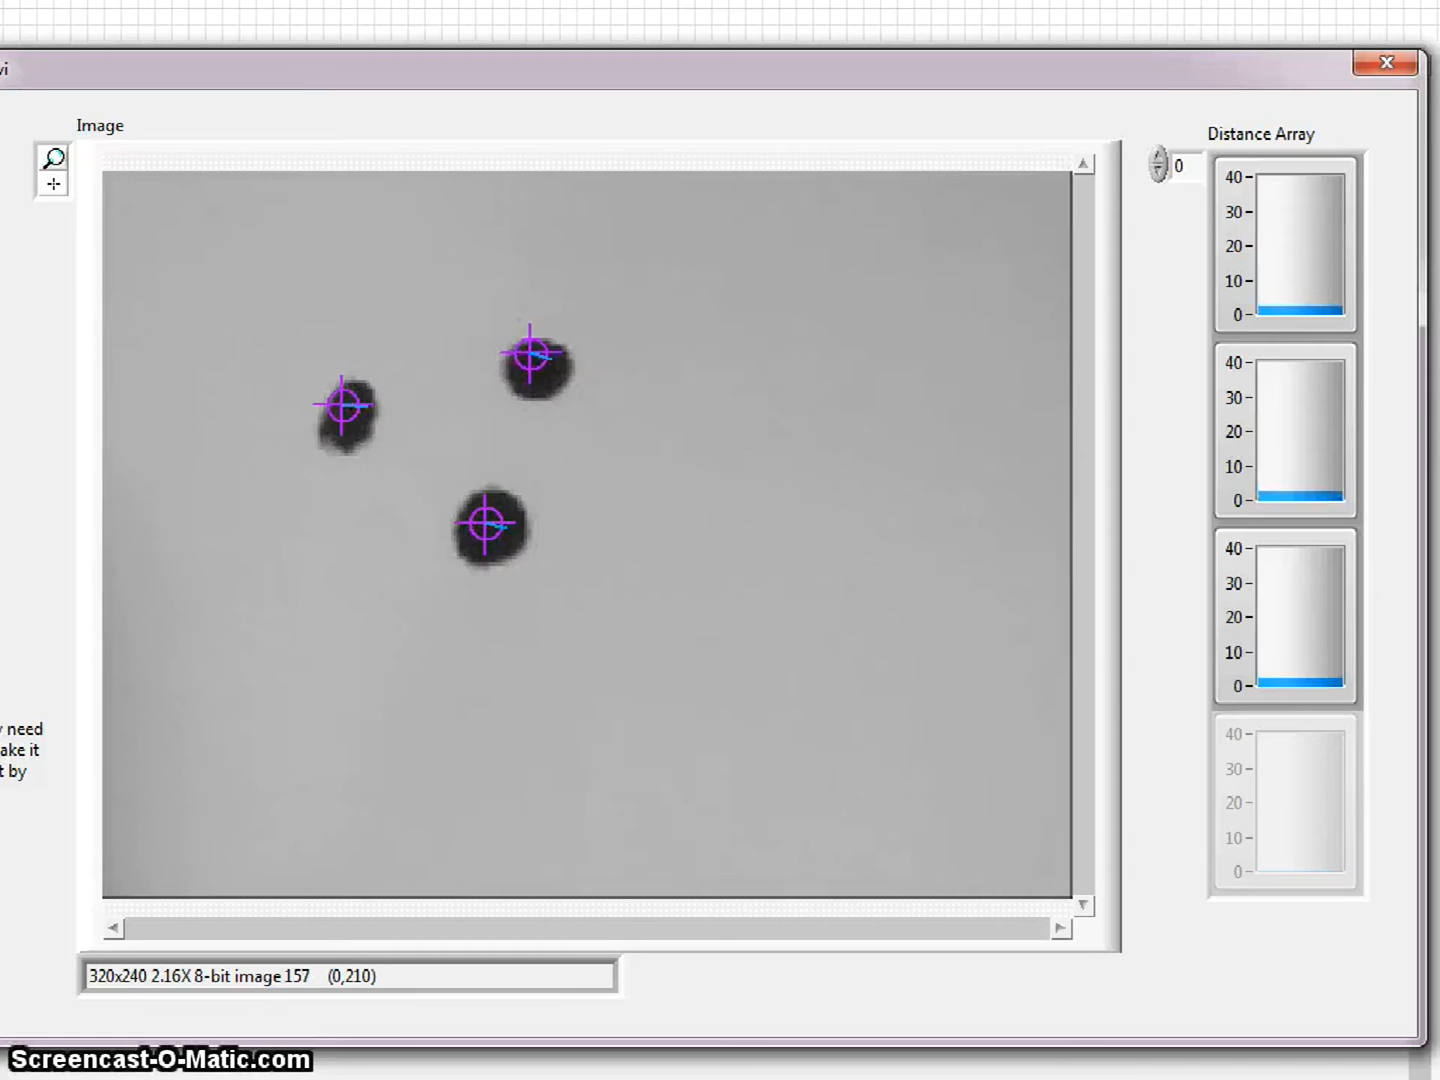 vi
x
Image
Distance Array
0
40
30
20
10
0
40
30
20
10
0
40
30
20
10
0
40
30
20
10
0
need
ake it
t by
320x240 2.16X 8-bit image 157 (0,210)
Screencast-O-Matic.com